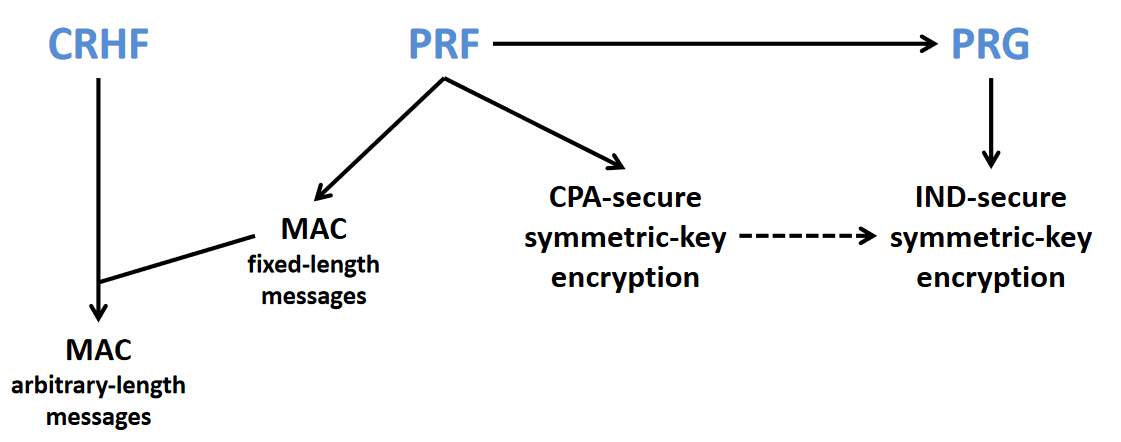 CRHF
PRF
PRG
MAC
fixed-length
messages
CPA-secure
symmetric-key
encryption
IND-secure
symmetric-key
encryption
MAC
arbitrary-length
messages